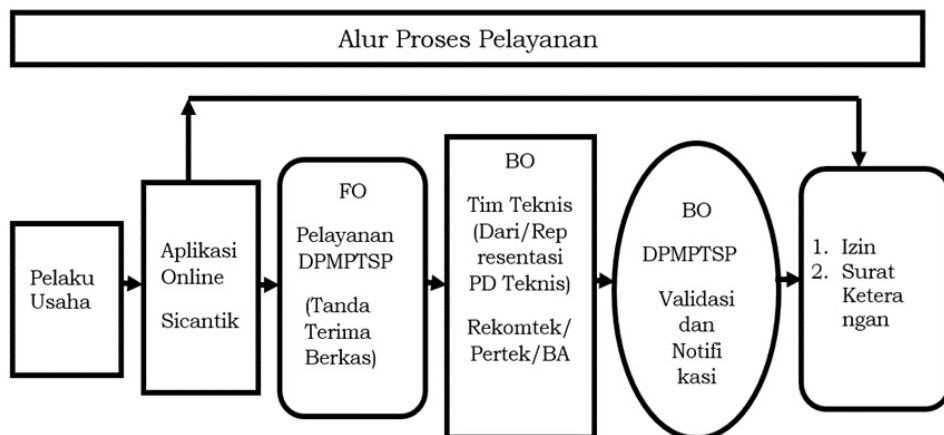 Alur Proses Pelayanan
Pelaku
Usaha
Aplikasi
Online
Sicantik
FO
Pelayanan
DPMPTSP
(Tanda
Terima
Berkas)
BO
Tim Teknis
(Dari/Rep
resentasi
PD Teknis)
Rekomtek/
Pertek/BA
BO
DPMPTSP
Validasi
dan
Notifi
kasi
1. Izin
2. Surat
Ketera
ngan